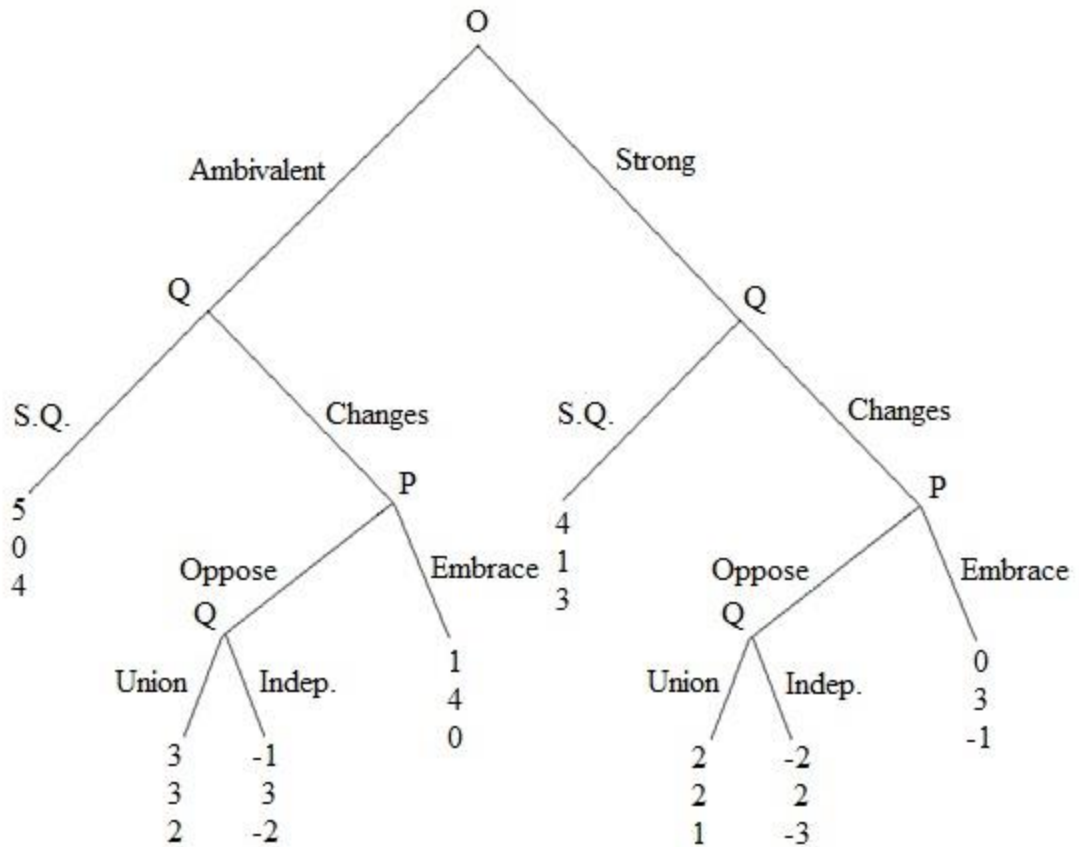 O
Ambivalent
Strong
Q
Q
S.Q.
Changes
S.Q.
Changes
5
0
4
P
4
1
3
P
Oppose
Embrace
Oppose
Embrace
Q
Q
Union
Indep.
1
4
0
Union
Indep.
0
3
-1
3
3
2
-1
3
-2
2
2
1
-2
2
-3